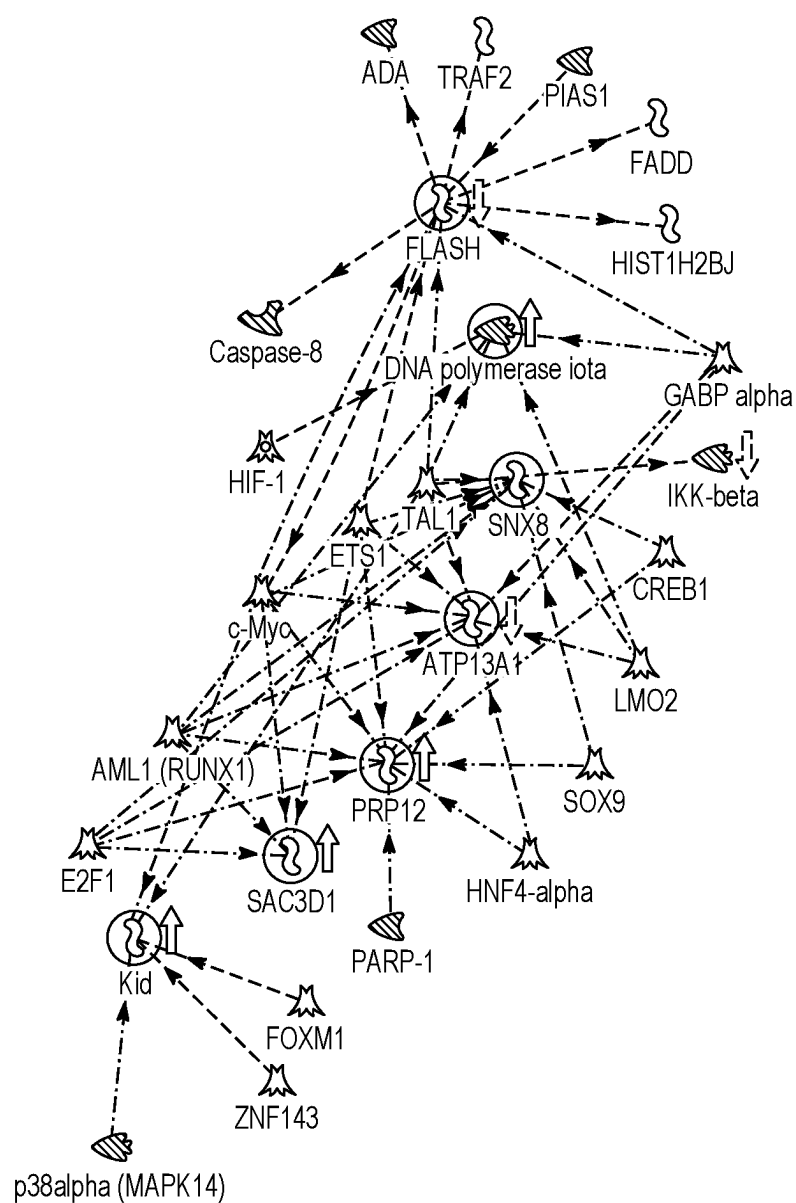 ADA
TRAF2
PIAS1
FADD
FLASH
HIST1H2BJ
Caspase-8
DNA polymerase iota
GABP alpha
HIF-1
TAL1
SNX8
IKK-beta
ETS1
CREB1
c-Myc
ATP13A1
LMO2
AML1 (RUNX1)
PRP12
SOX9
E2F1
SAC3D1
HNF4-alpha
PARP-1
Kid
FOXM1
ZNF143
p38alpha (MAPK14)